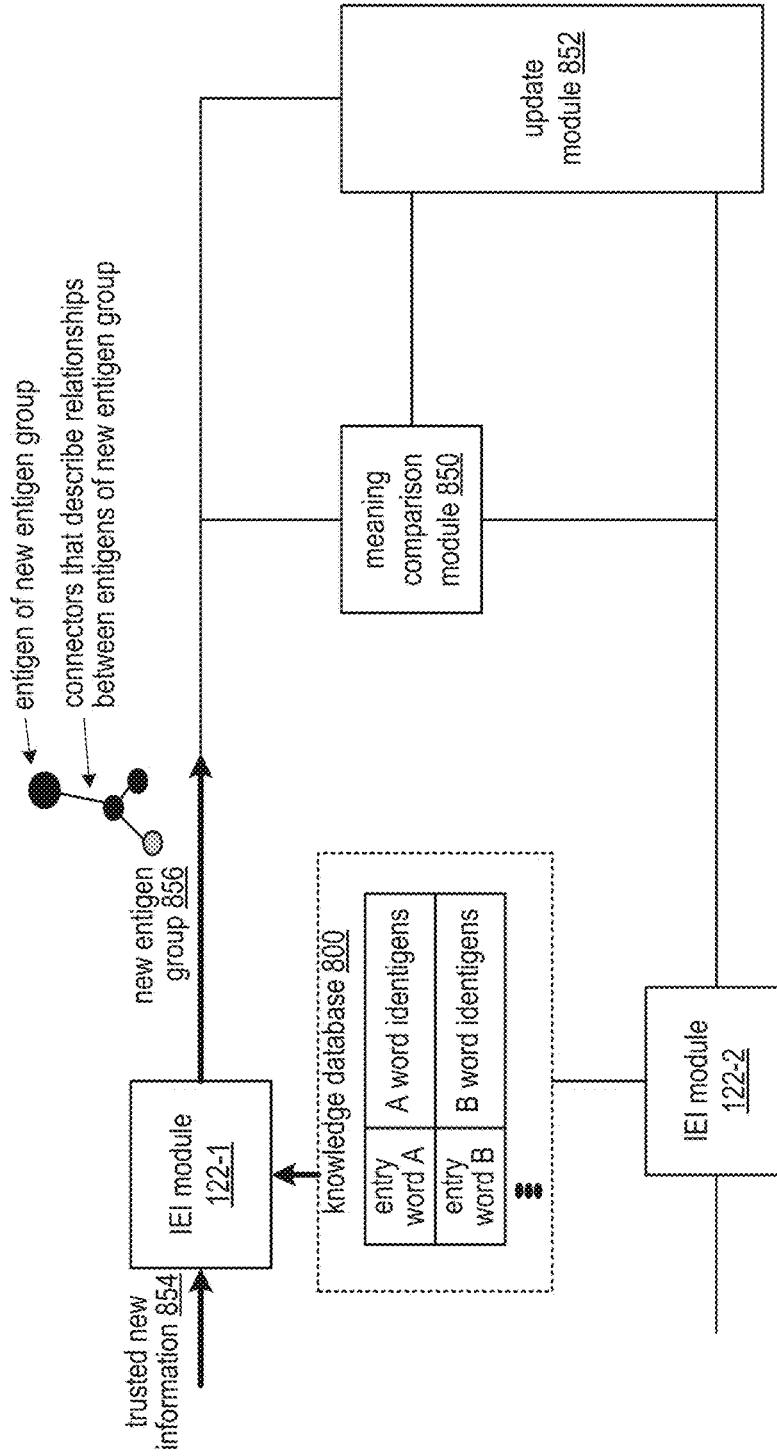 entigen of new entigen group
connectors that describe relationships
between entigens of new entigen group
new entigen
group 856
trusted new
information 854
IEI module
122-1
knowledge database 800
entry
word A
A word identigens
entry
word B
B word identigens
meaning
comparison
module 850
update
module 852
IEI module
122-2